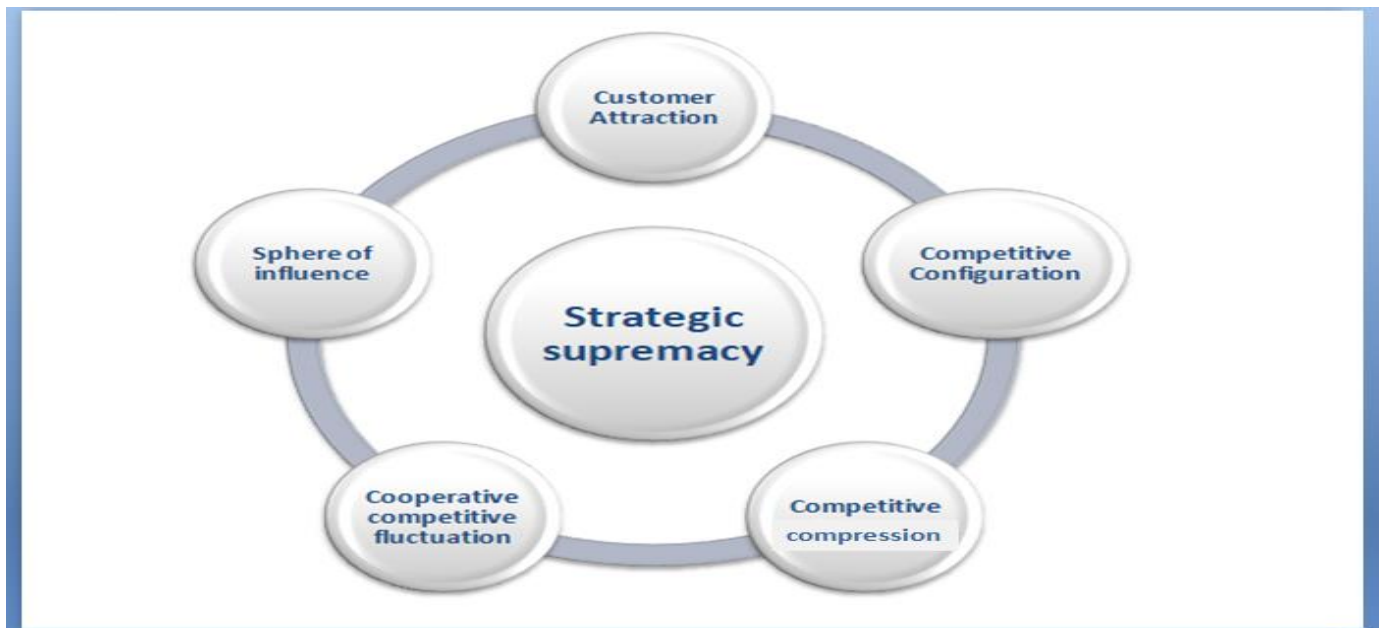 Customer
Attraction
Sphere of
influence
Competitive
Configuration
Strategic
supremacy
Cooperative
competitive
fluctuation
Competitive
compression